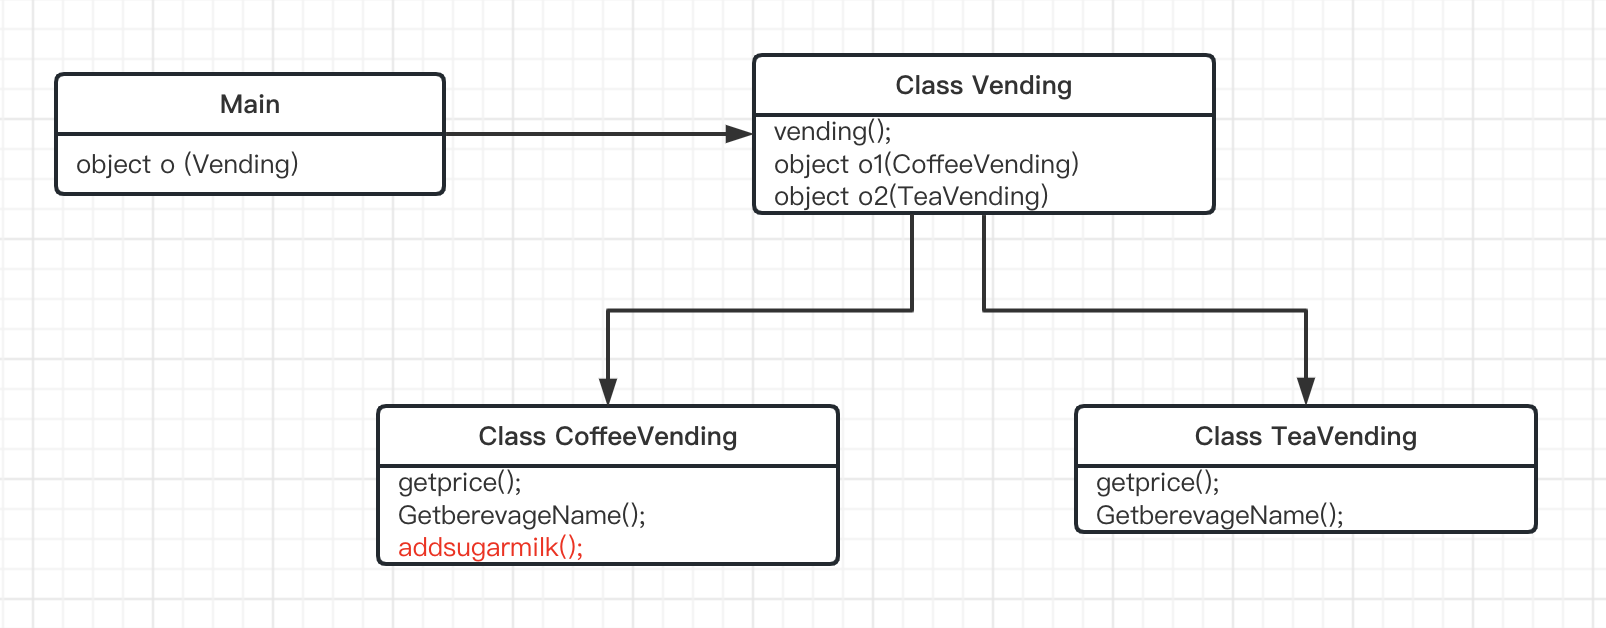 Main
object o (Vending)
Class Vending
vending();
object o1(CoffeeVending)
object o2(TeaVending)
Class CoffeeVending
getprice();
GetberevageName();
addsugarmilk();
Class TeaVending
getprice();
GetberevageName();